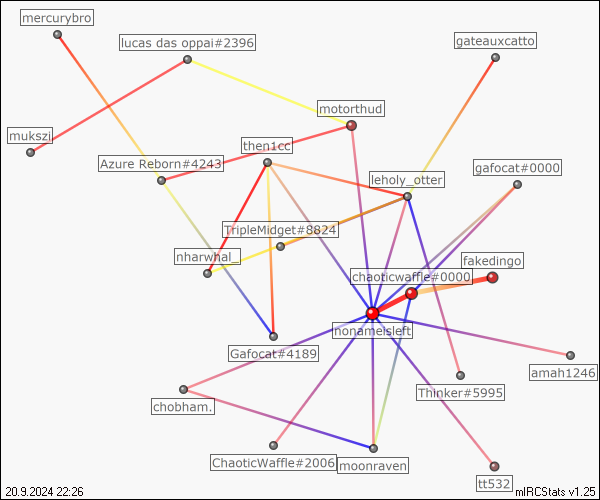 mercurybro
lucas das oppai#2396
gateauxcatto
motorthud
mukszi
then1cc
Azure Reborn#4243
leholy_otter
gafocat#0000
TripleMidget#8824
nharwhal_
fakedingo
chaoticwaffle#0000
nonameisleft
Gafocat#4189
amah1246
Thinker#5995
chobham.
ChaoticWaffle#2006
moonraven
tt532
20.9.2024 22:26
mIRCStats v1.25